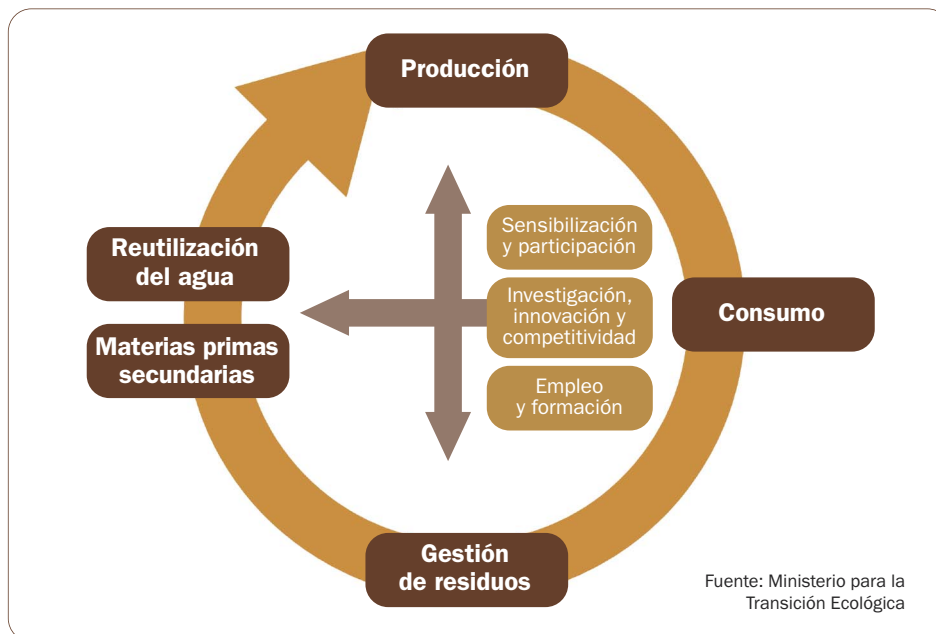 Producción
Sensibilización
y participación
Reutilización
del agua
Investigación,
innovación y
competitividad
Consumo
Materias primas
secundarias
Empleo
y formación
Gestión
de residuos
Fuente: Ministerio para la
Transición Ecológica